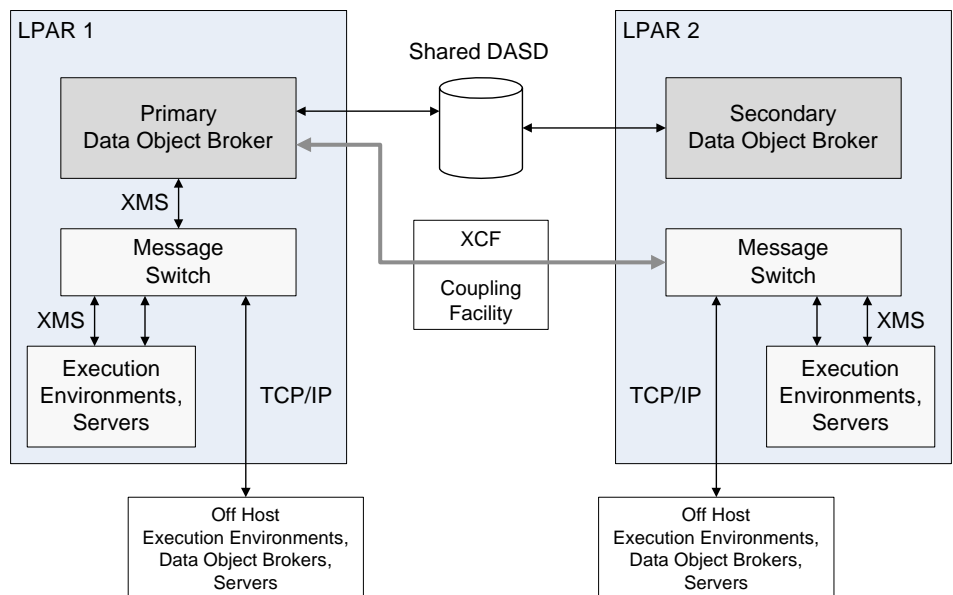 LPAR 1
Primary
Data Object Broker
XMS
Message
Switch
XMS
Execution
Environments,
Servers
TCP/IP
Off Host
Execution Environments,
Data Object Brokers,
Servers
Shared DASD
XCF
Coupling
Facility
LPAR 2
Secondary
Data Object Broker
Message
Switch
XMS
Execution
Environments,
Servers
TCP/IP
Off Host
Execution Environments,
Data Object Brokers,
Servers